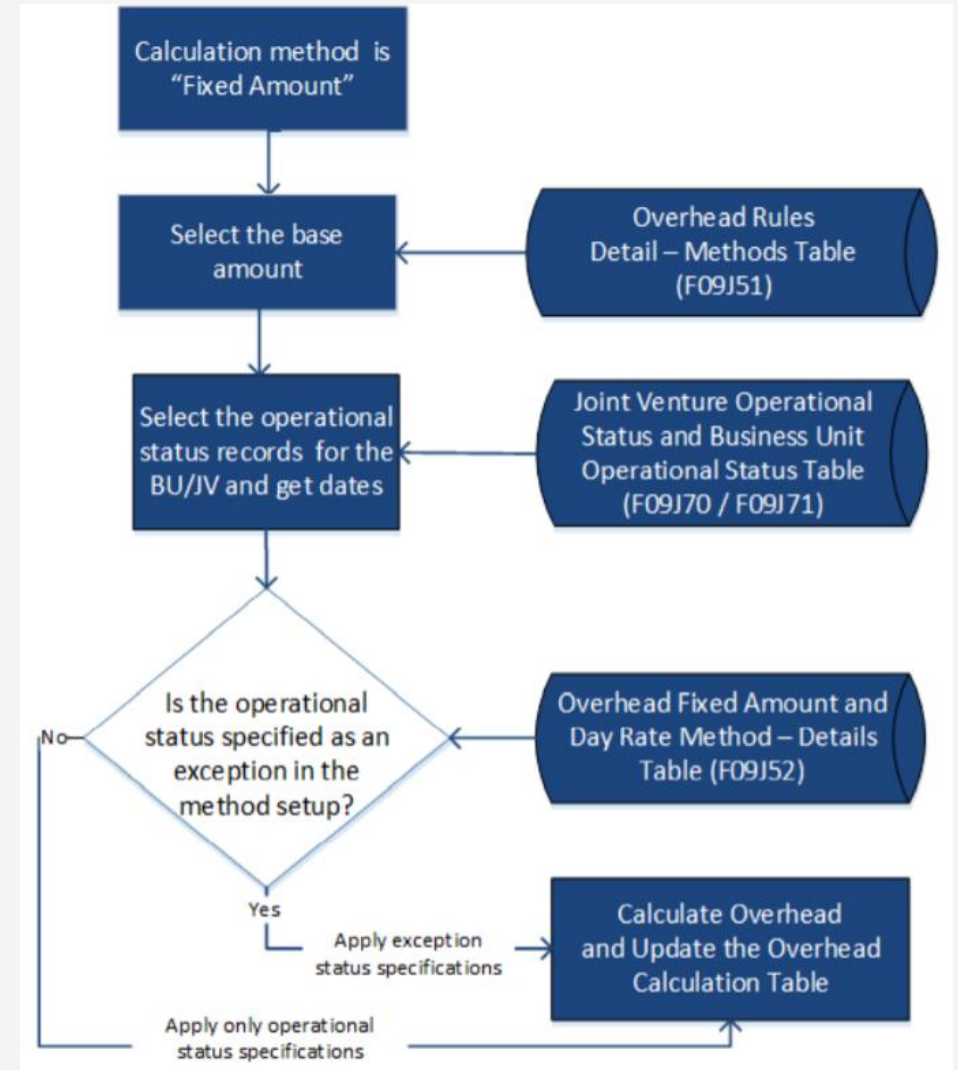 Calculation method is
“Fixed Amount”
Select the base
amount
Overhead Rules
Detail – Methods Table
(F09J51)
Select the operational
status records for the
BU/JV and get dates
Joint Venture Operational
Status and Business Unit
Operational Status Table
(F09J70 / F09J71)
Is the operational
status specified as an
exception in the
method setup?
Overhead Fixed Amount and
Day Rate Method – Details
Table (F09J52)
No
Yes
Apply exception
status specifications
Calculate Overhead
and Update the Overhead
Calculation Table
Apply only operational
status specifications